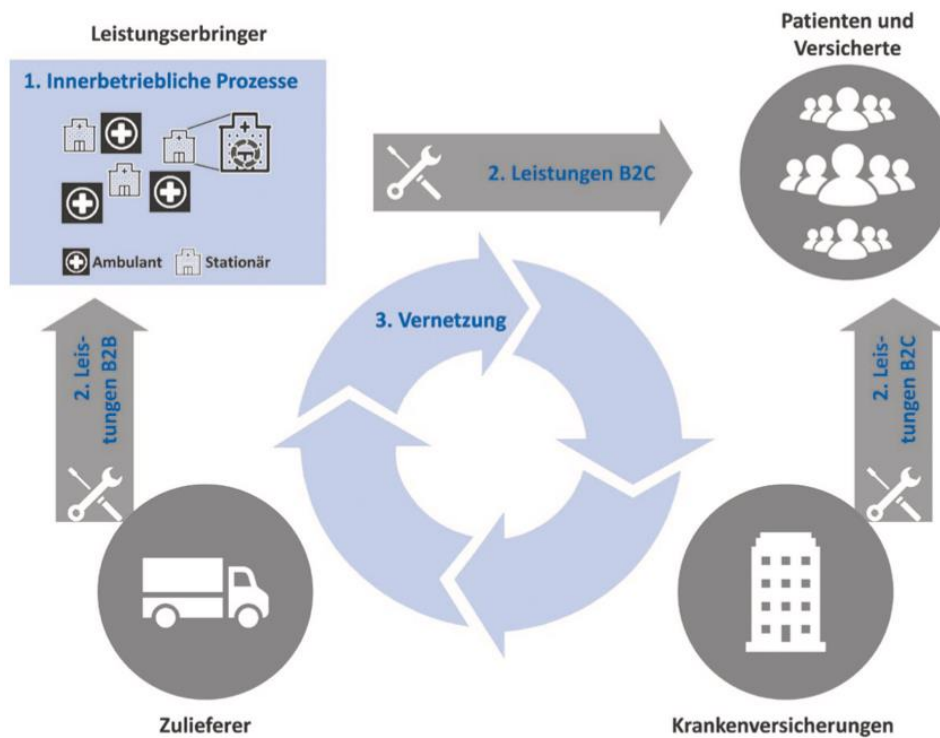 Leistungserbringer
Patienten und
Versicherte
1. Innerbetriebliche Prozesse
Ambulant
Stationär
2. Leistungen B2C
3. Vernetzung
2. Leis-
tungen B2B
2. Leis-
tungen B2C
Zulieferer
Krankenversicherungen